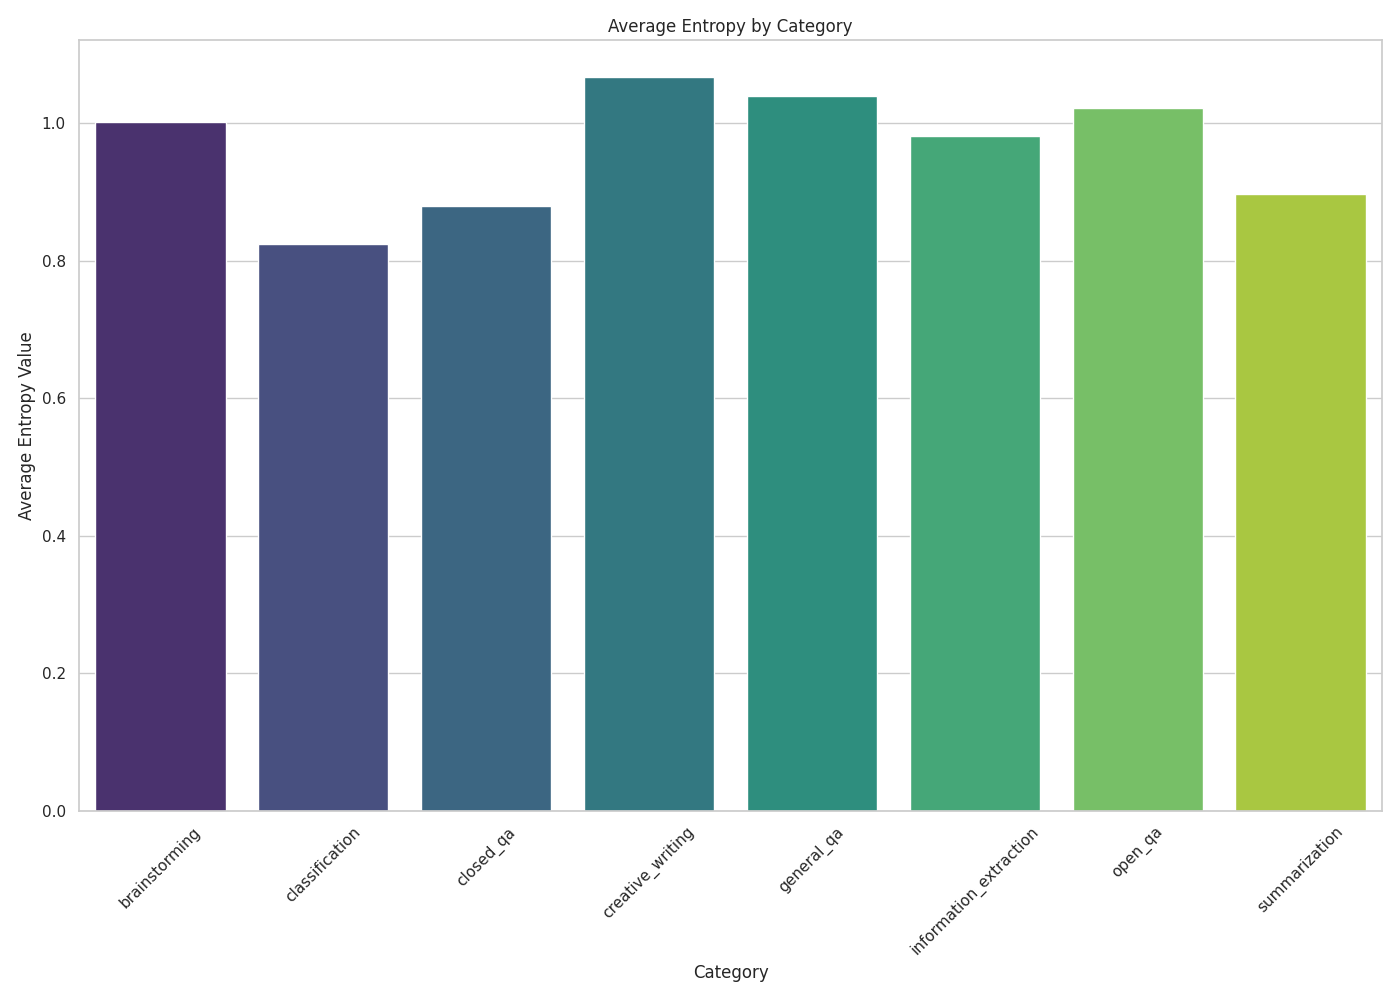 Average Entropy by Category
Average Entropy Value
1.0
0.8
0.6
0.4
0.2
0.0
brainstorming
classification
closed_qa
creative_writing
general_qa
information_extraction
open_qa
summarization
Category